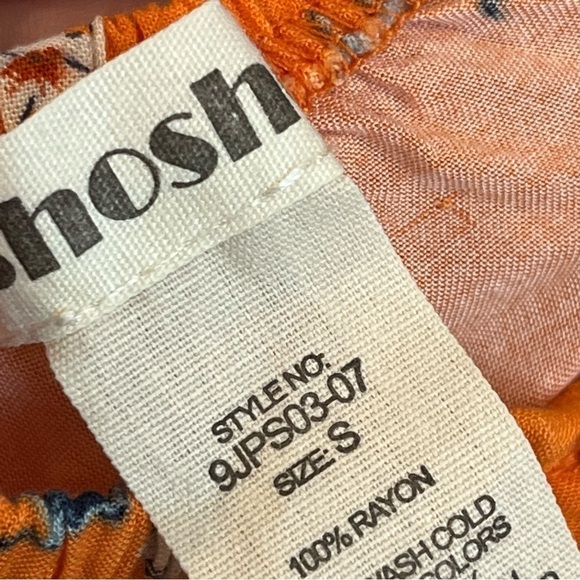 shosh
STYLE NO:
9JPS03-07
SIZE: S
100% RAYON
WASH COLD
COLORS